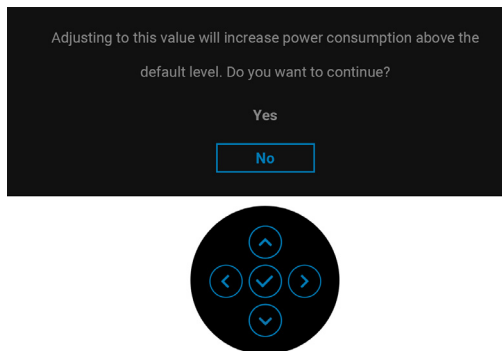 Adjusting to this value will increase power consumption above the
default level. Do you want to continue?
Yes
No